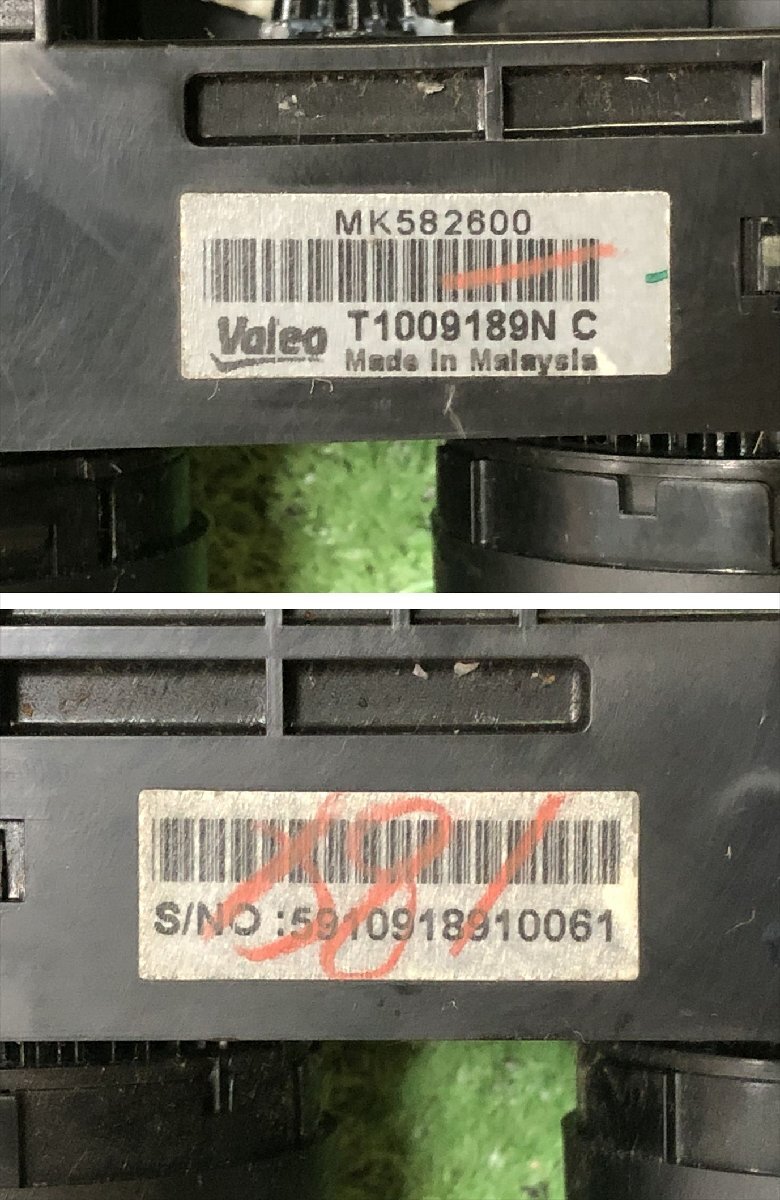 MK582600
Valeo
T1009189N C
Made In Malaysia
S/NO :5910918910061